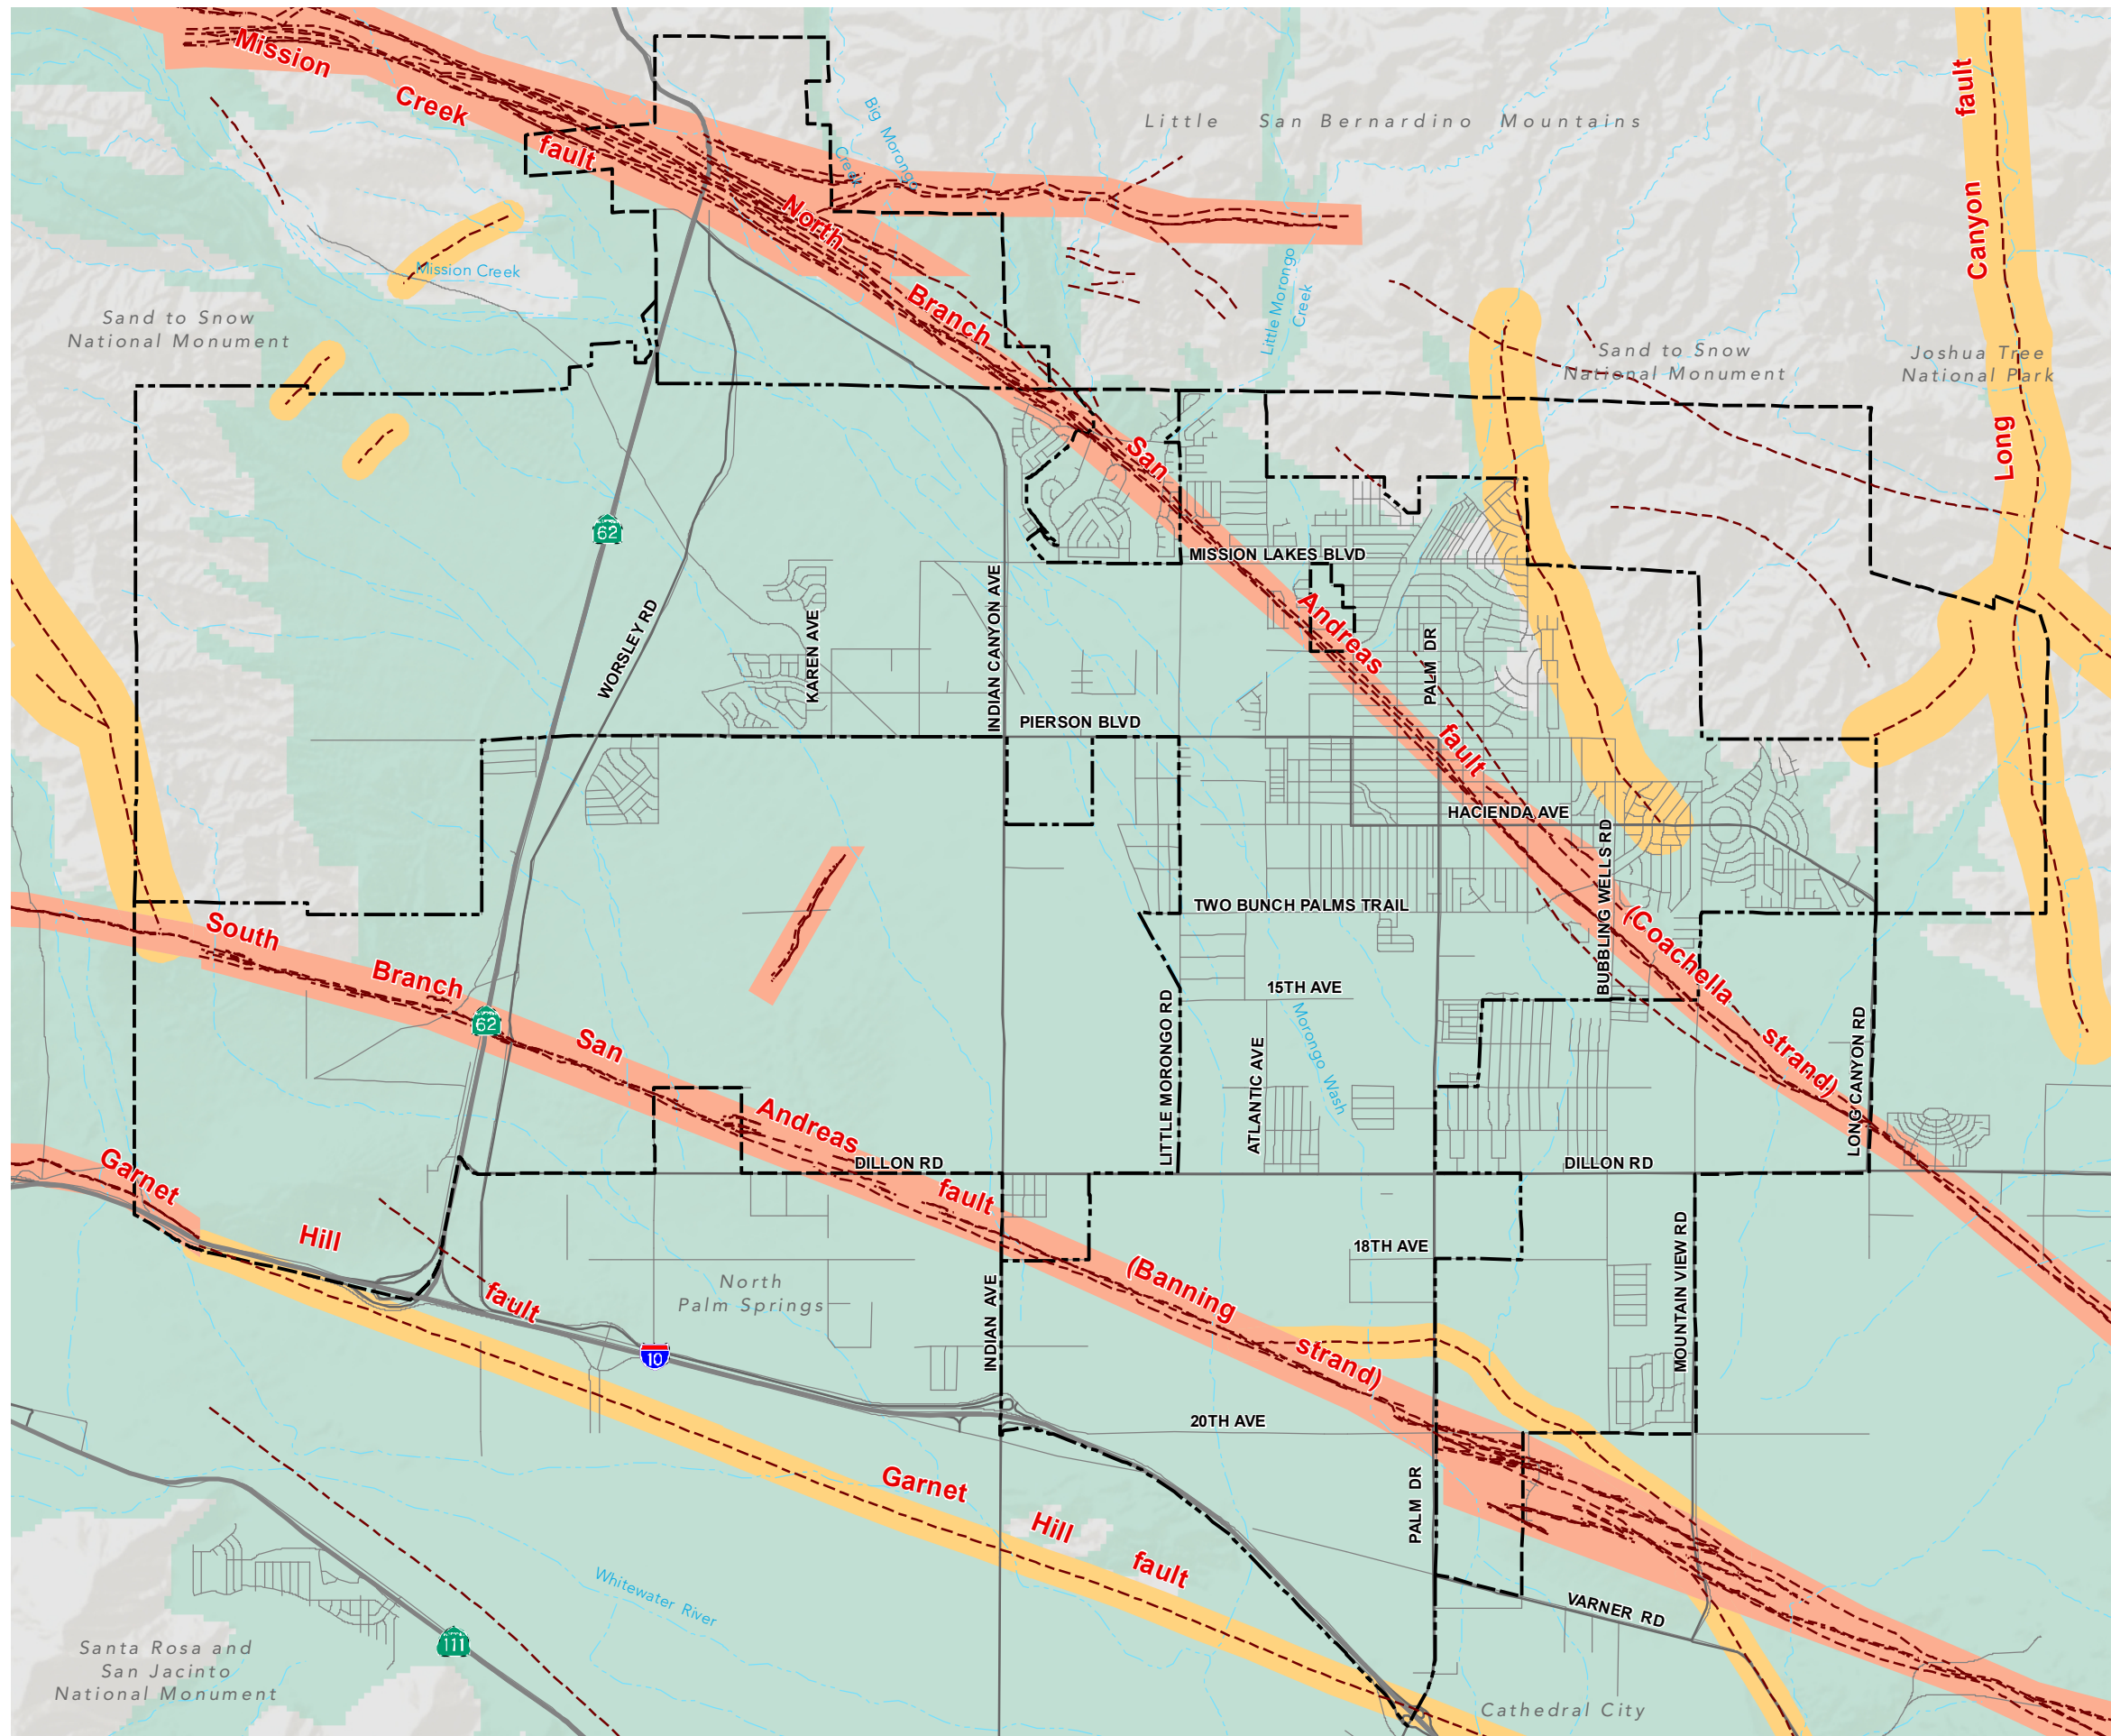 Mission
Creek
fault
Big Morongo
Creek
Little San Bernardino Mountains
fault
Canyon
Long
North
Branch
San
Andreas
fault
(Coachella
strand)
Mission Creek
Little Morongo
Creek
Sand to Snow
National Monument
Sand to Snow
National Monument
Joshua Tree
National Park
62
MISSION LAKES BLVD
WORSLEY RD
KAREN AVE
INDIAN CANYON AVE
PALM DR
PIERSON BLVD
HACIENDA AVE
BUBBLING WELLS RD
TWO BUNCH PALMS TRAIL
South
Branch
San
Andreas
fault
(Banning
strand)
62
15TH AVE
Morongo Wash
LITTLE MORONGO RD
ATLANTIC AVE
LONG CANYON RD
DILLON RD
DILLON RD
Garnet
Hill
fault
18TH AVE
North
Palm Springs
INDIAN AVE
MOUNTAIN VIEW RD
10
20TH AVE
Garnet
Hill
fault
PALM DR
VARNER RD
Whitewater River
111
Santa Rosa and
San Jacinto
National Monument
Cathedral City